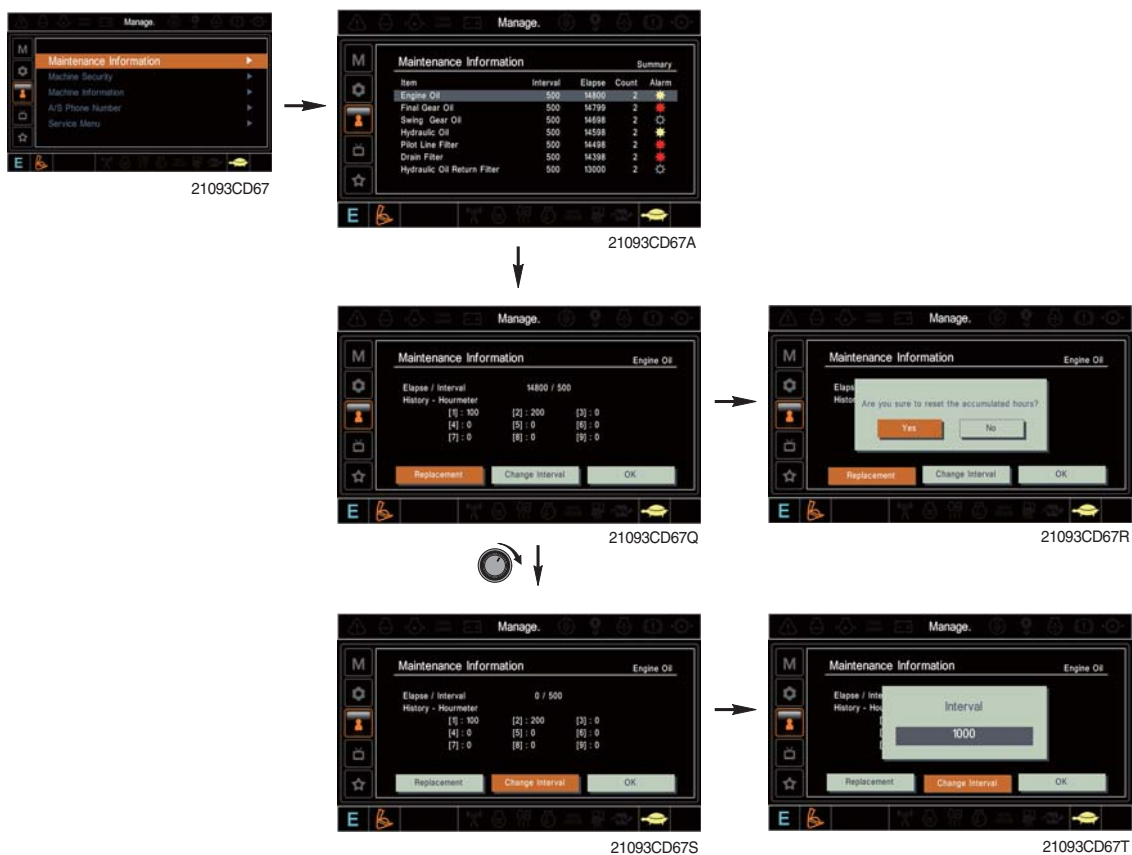 Manage.
M
Maintenance Information
Machine Security
Machine Information
A/S Phone Number
Service Menu
E
21093CD67
Manage.
M
Maintenance Information Summary
Item Interval Elapse Count Alarm
Engine Oil 500 14800 2
Final Gear Oil 500 14799 2
Swing Gear Oil 500 14698 2
Hydraulic Oil 500 14598 2
Pilot Line Filter 500 14498 2
Drain Filter 500 14398 2
Hydraulic Oil Return Filter 500 13000 2
E
21093CD67A
Manage.
M
Maintenance Information Engine Oil
Elapse / Interval 14800 / 500
History - Hourmeter
[1] : 100 [2] : 200 [3] : 0
[4] : 0 [5] : 0 [6] : 0
[7] : 0 [8] : 0 [9] : 0
Replacement Change Interval OK
E
21093CD67Q
Manage.
M
Maintenance Information Engine Oil
Elaps
Histor
Are you sure to reset the accumulated hours?
Yes No
Replacement Change Interval OK
E
21093CD67R
Manage.
M
Maintenance Information Engine Oil
Elapse / Interval 0 / 500
History - Hourmeter
[1] : 100 [2] : 200 [3] : 0
[4] : 0 [5] : 0 [6] : 0
[7] : 0 [8] : 0 [9] : 0
Replacement Change Interval OK
E
21093CD67S
Manage.
M
Maintenance Information Engine Oil
Elapse / Inte
History - Hou
[
[
[
Interval
1000
Replacement Change Interval OK
E
21093CD67T